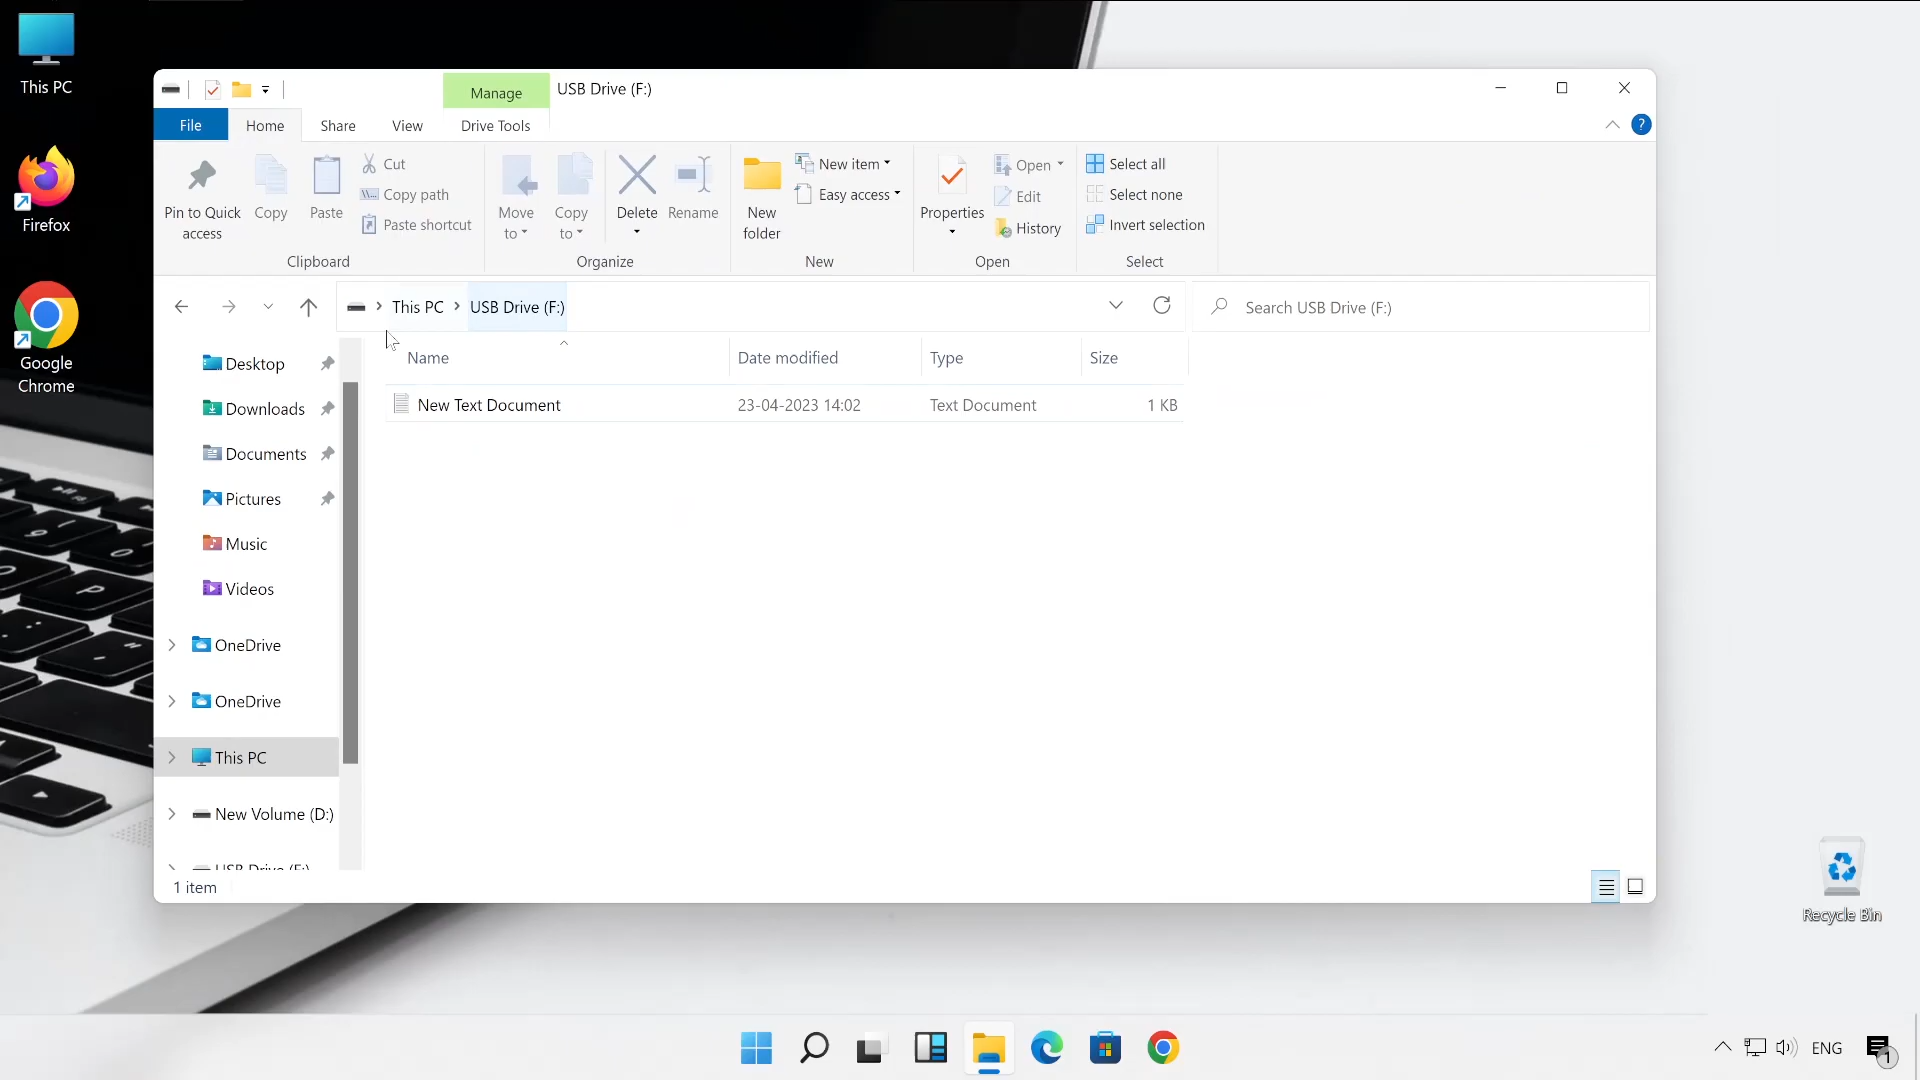 This PC
Firefox
Google
Chrome
Recycle Bin
Manage
USB Drive (F:)
File
Home
Share
View
Drive Tools
?
Pin to Quick
access
Copy
Paste
Cut
Copy path
Paste shortcut
Clipboard
Move
to
Copy
to
Delete
Rename
Organize
New
folder
New item
Easy access
New
Properties
Open
Edit
History
Open
Select all
Select none
Invert selection
Select
This PC
USB Drive (F:)
Search USB Drive (F:)
Desktop
Downloads
Documents
Pictures
Music
Videos
OneDrive
OneDrive
This PC
New Volume (D:)
USB Drive (F:)
Name
Date modified
Type
Size
New Text Document
23-04-2023 14:02
Text Document
1 KB
1 item
ENG
1